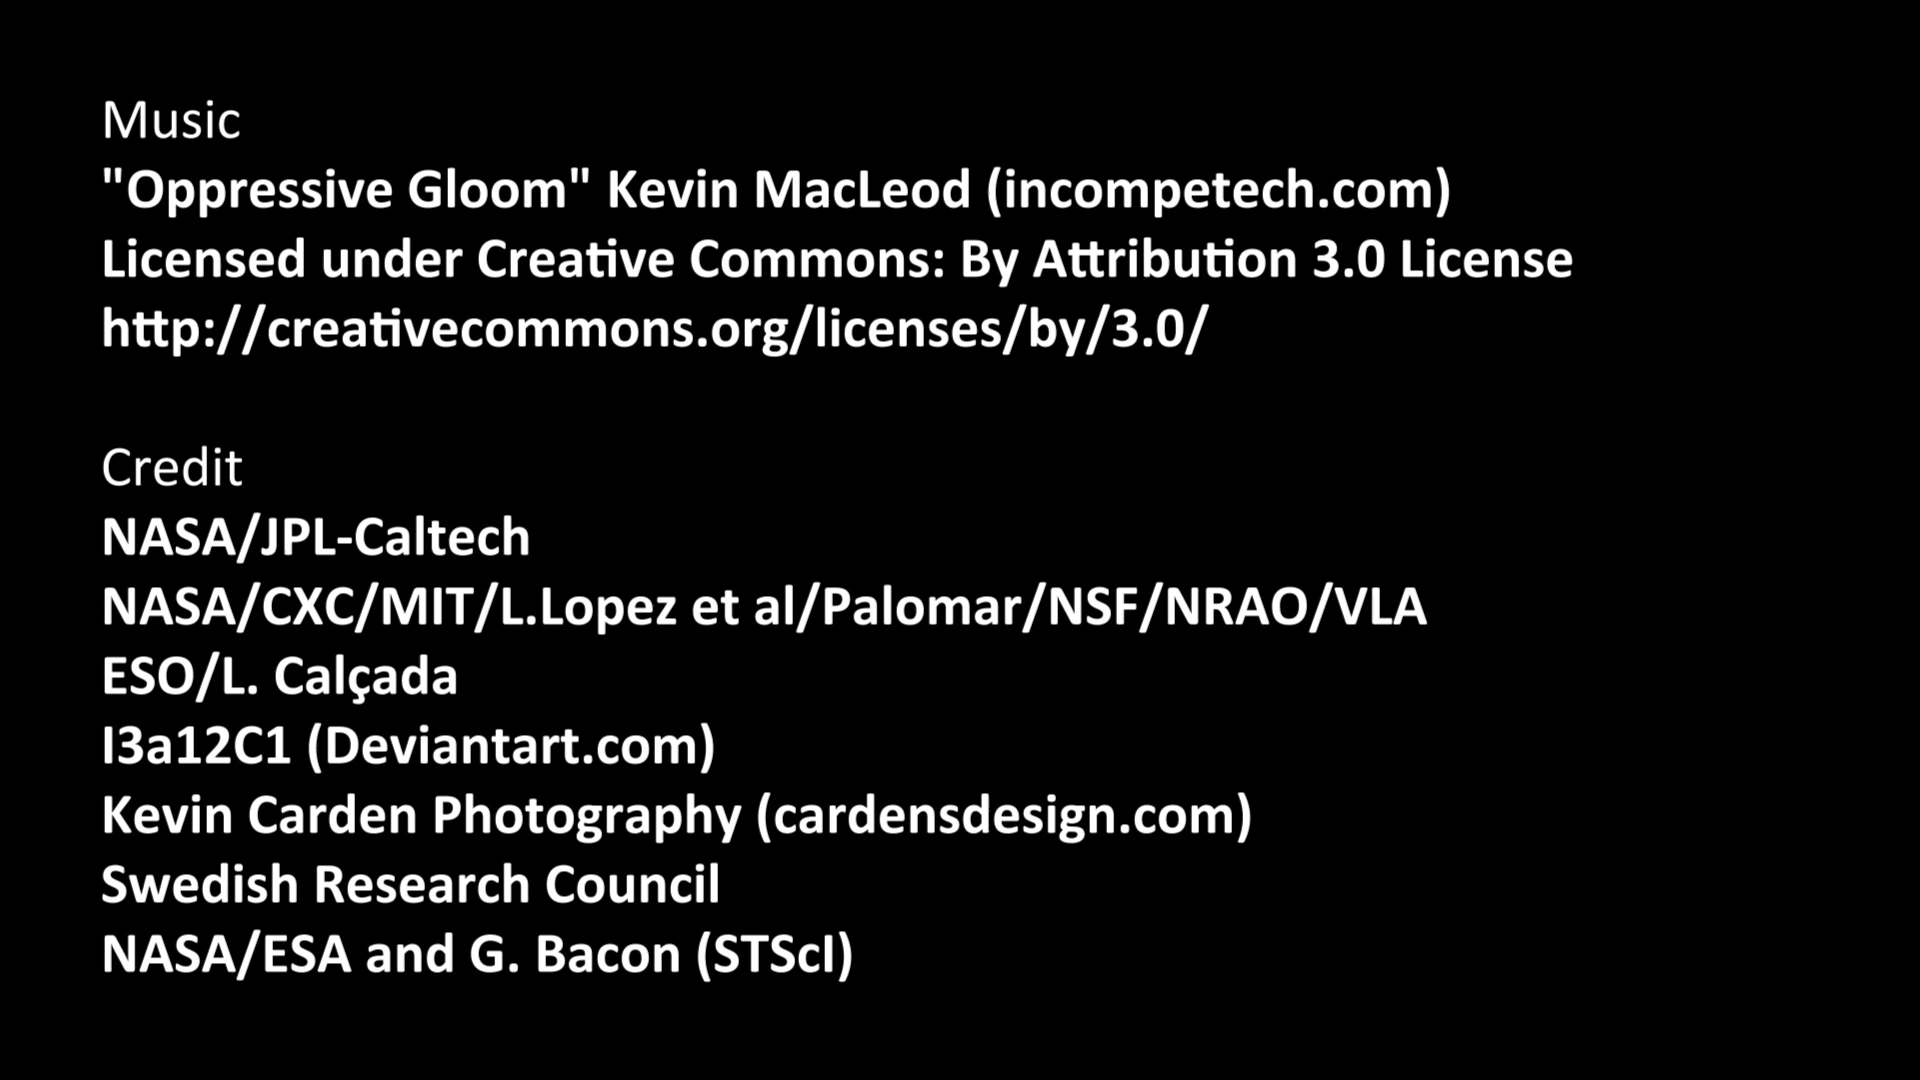 Music
"Oppressive Gloom" Kevin MacLeod (incompetech.com)
Licensed under Creative Commons: By Attribution 3.0 License
http://creativecommons.org/licenses/by/3.0/
Credit
NASA/JPL-Caltech
NASA/CXC/MIT/L.Lopez et al/Palomar/NSF/NRAO/VLA
ESO/L. Calçada
I3a12C1 (Deviantart.com)
Kevin Carden Photography (cardensdesign.com)
Swedish Research Council
NASA/ESA and G. Bacon (STScI)